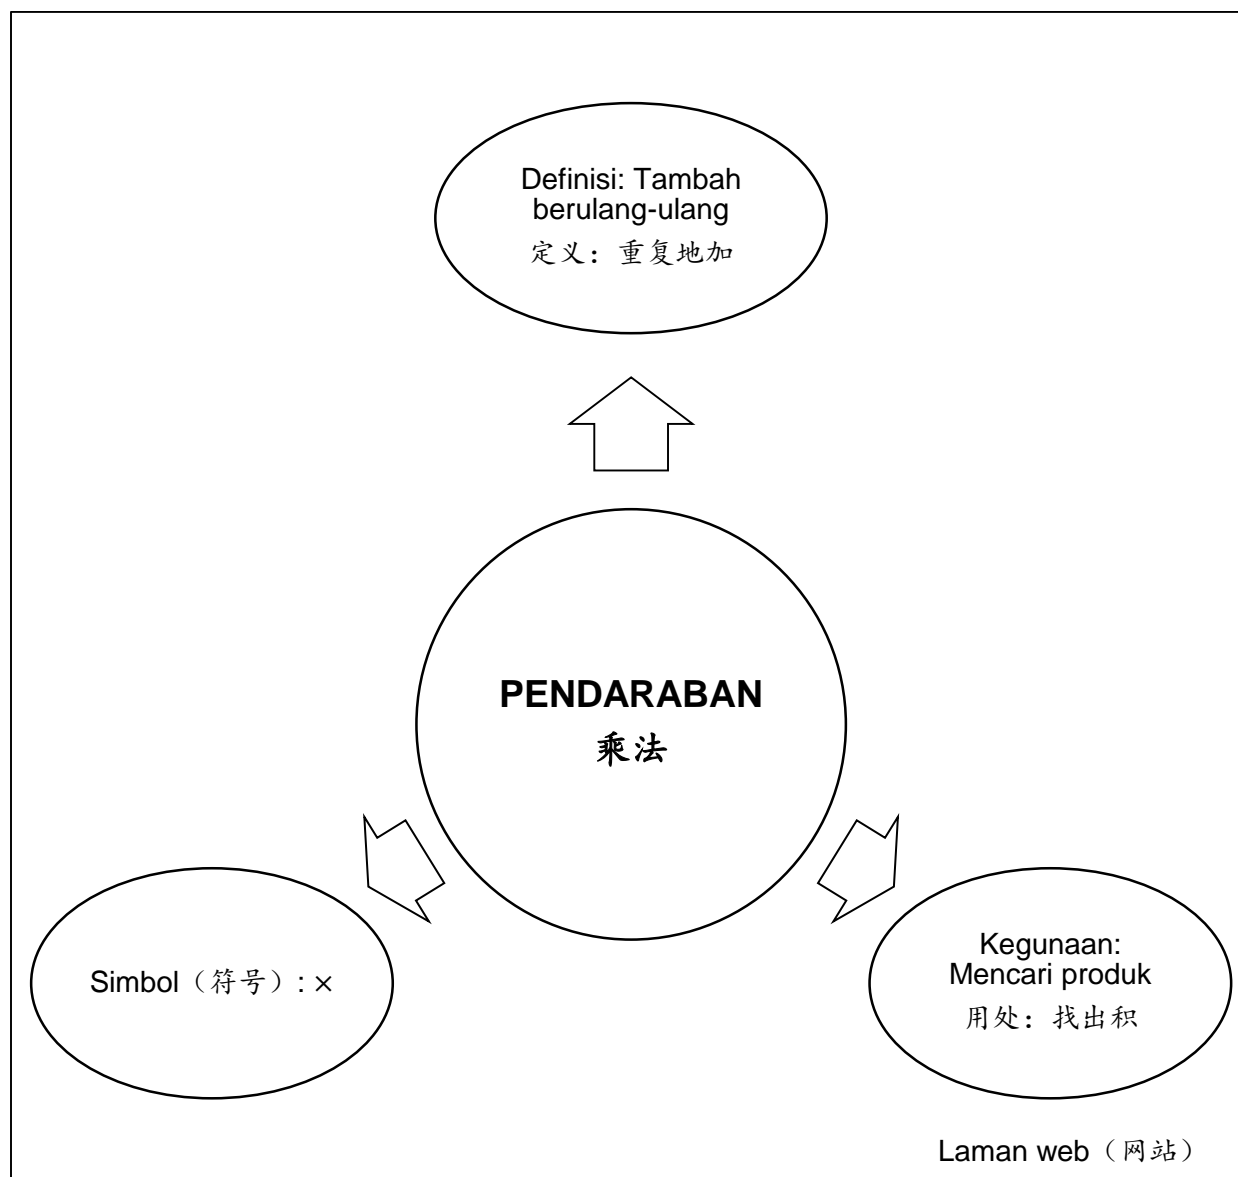 Definisi: Tambah
berulang-ulang
定义：重复地加
PENDARABAN
乘法
Simbol（符号）: ×
Kegunaan:
Mencari produk
用处：找出积
Laman web（网站）